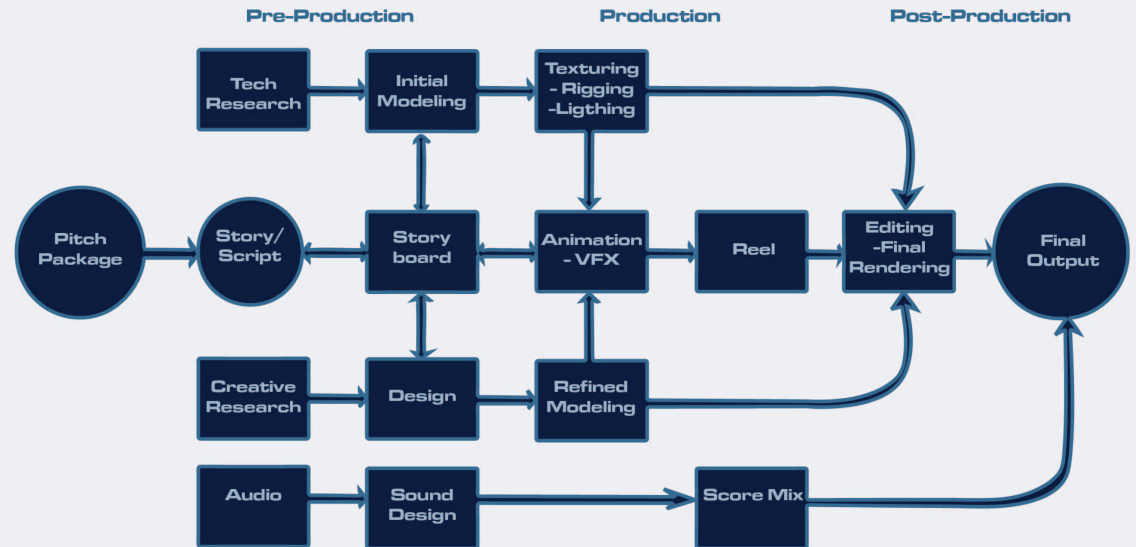 Pre-Production
Production
Post-Production
Tech
Research
Initial
Modeling
Texturing
- Rigging
-Ligthing
Pitch
Package
Story/
Script
Story
board
Animation
- VFX
Reel
Editing
-Final
Rendering
Final
Output
Creative
Research
Design
Refined
Modeling
Audio
Sound
Design
Score Mix